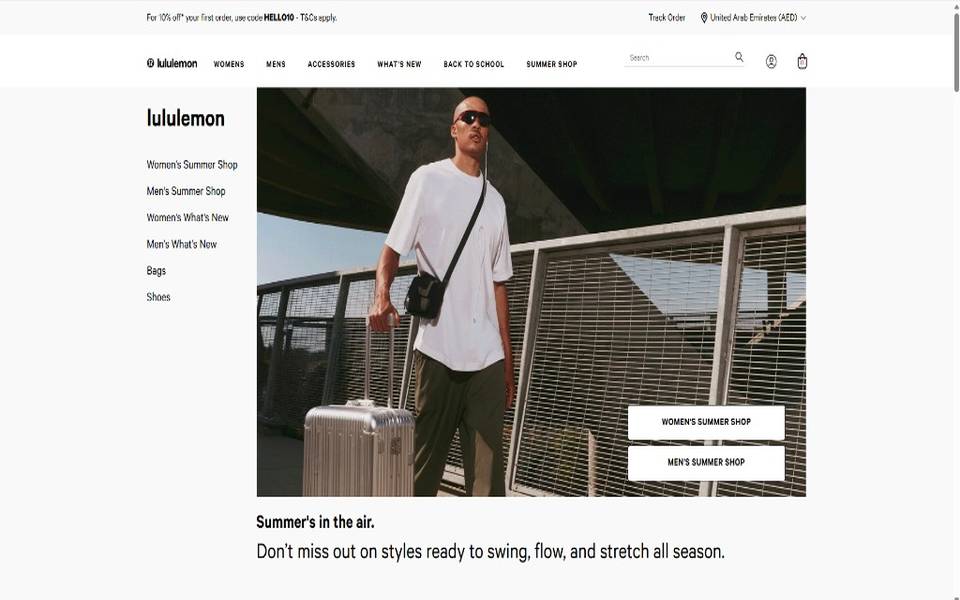 For 10% off* your first order, use code HELLO10 - T&Cs apply.
Track Order
United Arab Emirates (AED)
lululemon
WOMENS
MENS
ACCESSORIES
WHAT'S NEW
BACK TO SCHOOL
SUMMER SHOP
Search
lululemon
Women's Summer Shop
Men's Summer Shop
Women's What's New
Men's What's New
Bags
Shoes
WOMEN'S SUMMER SHOP
MEN'S SUMMER SHOP
Summer's in the air.
Don't miss out on styles ready to swing, flow, and stretch all season.